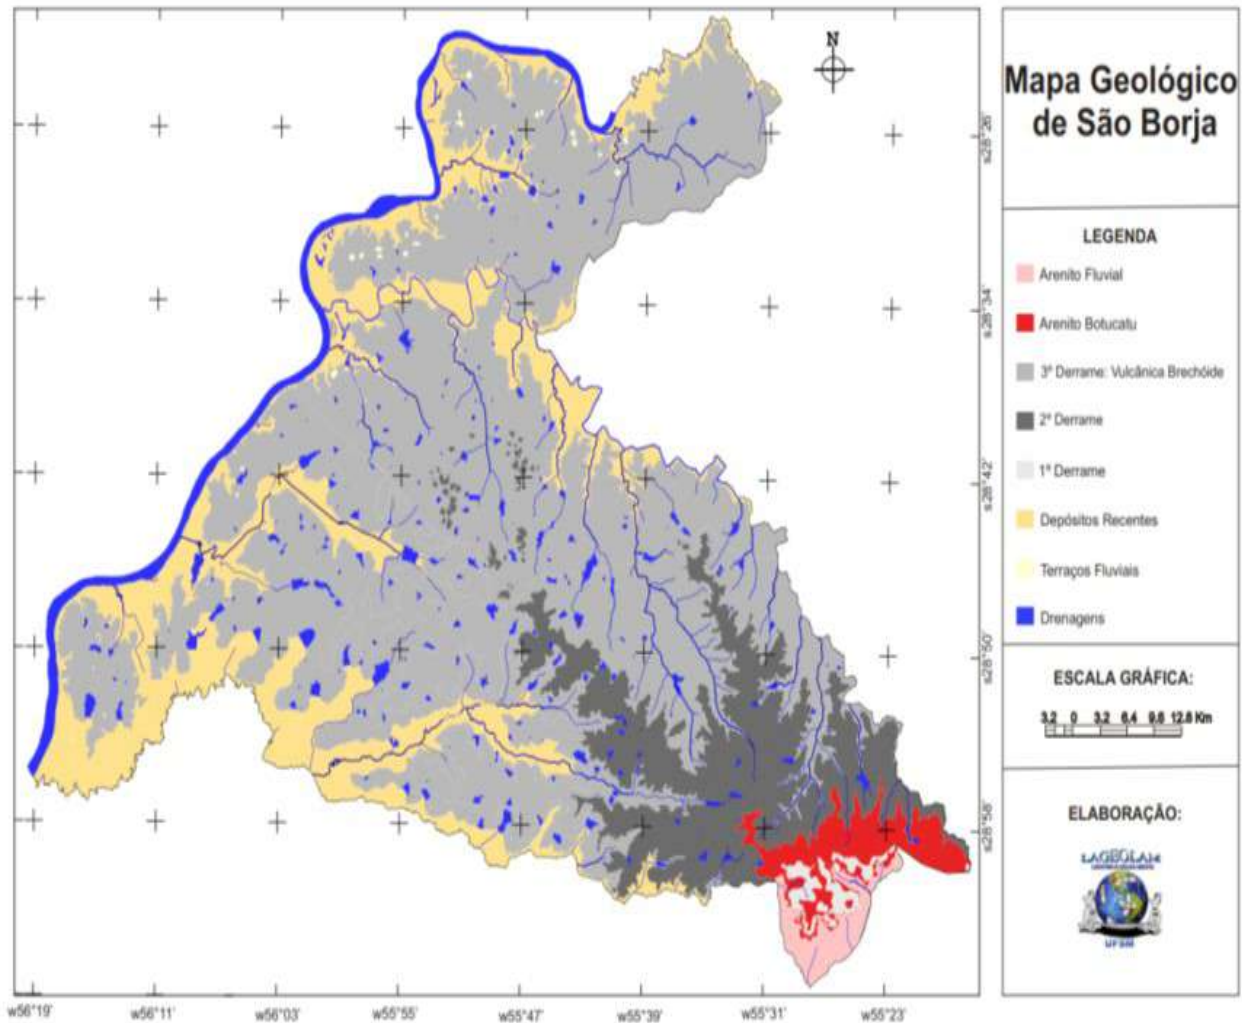 N
s28°26'
s28°34'
s28°42'
s28°50'
s28°58'
w56°19'
w56°11'
w56°03'
w55°55'
w55°47'
w55°39'
w55°31'
w55°23'
Mapa Geológico
de São Borja
LEGENDA
Arenito Fluvial
Arenito Botucatu
3º Derrame: Vulcânica Brechóide
2º Derrame
1º Derrame
Depósitos Recentes
Terraços Fluviais
Drenagens
ESCALA GRÁFICA:
3.2 0 3.2 6.4 9.6 12.8 Km
ELABORAÇÃO:
LAGEOLAM
UFSM